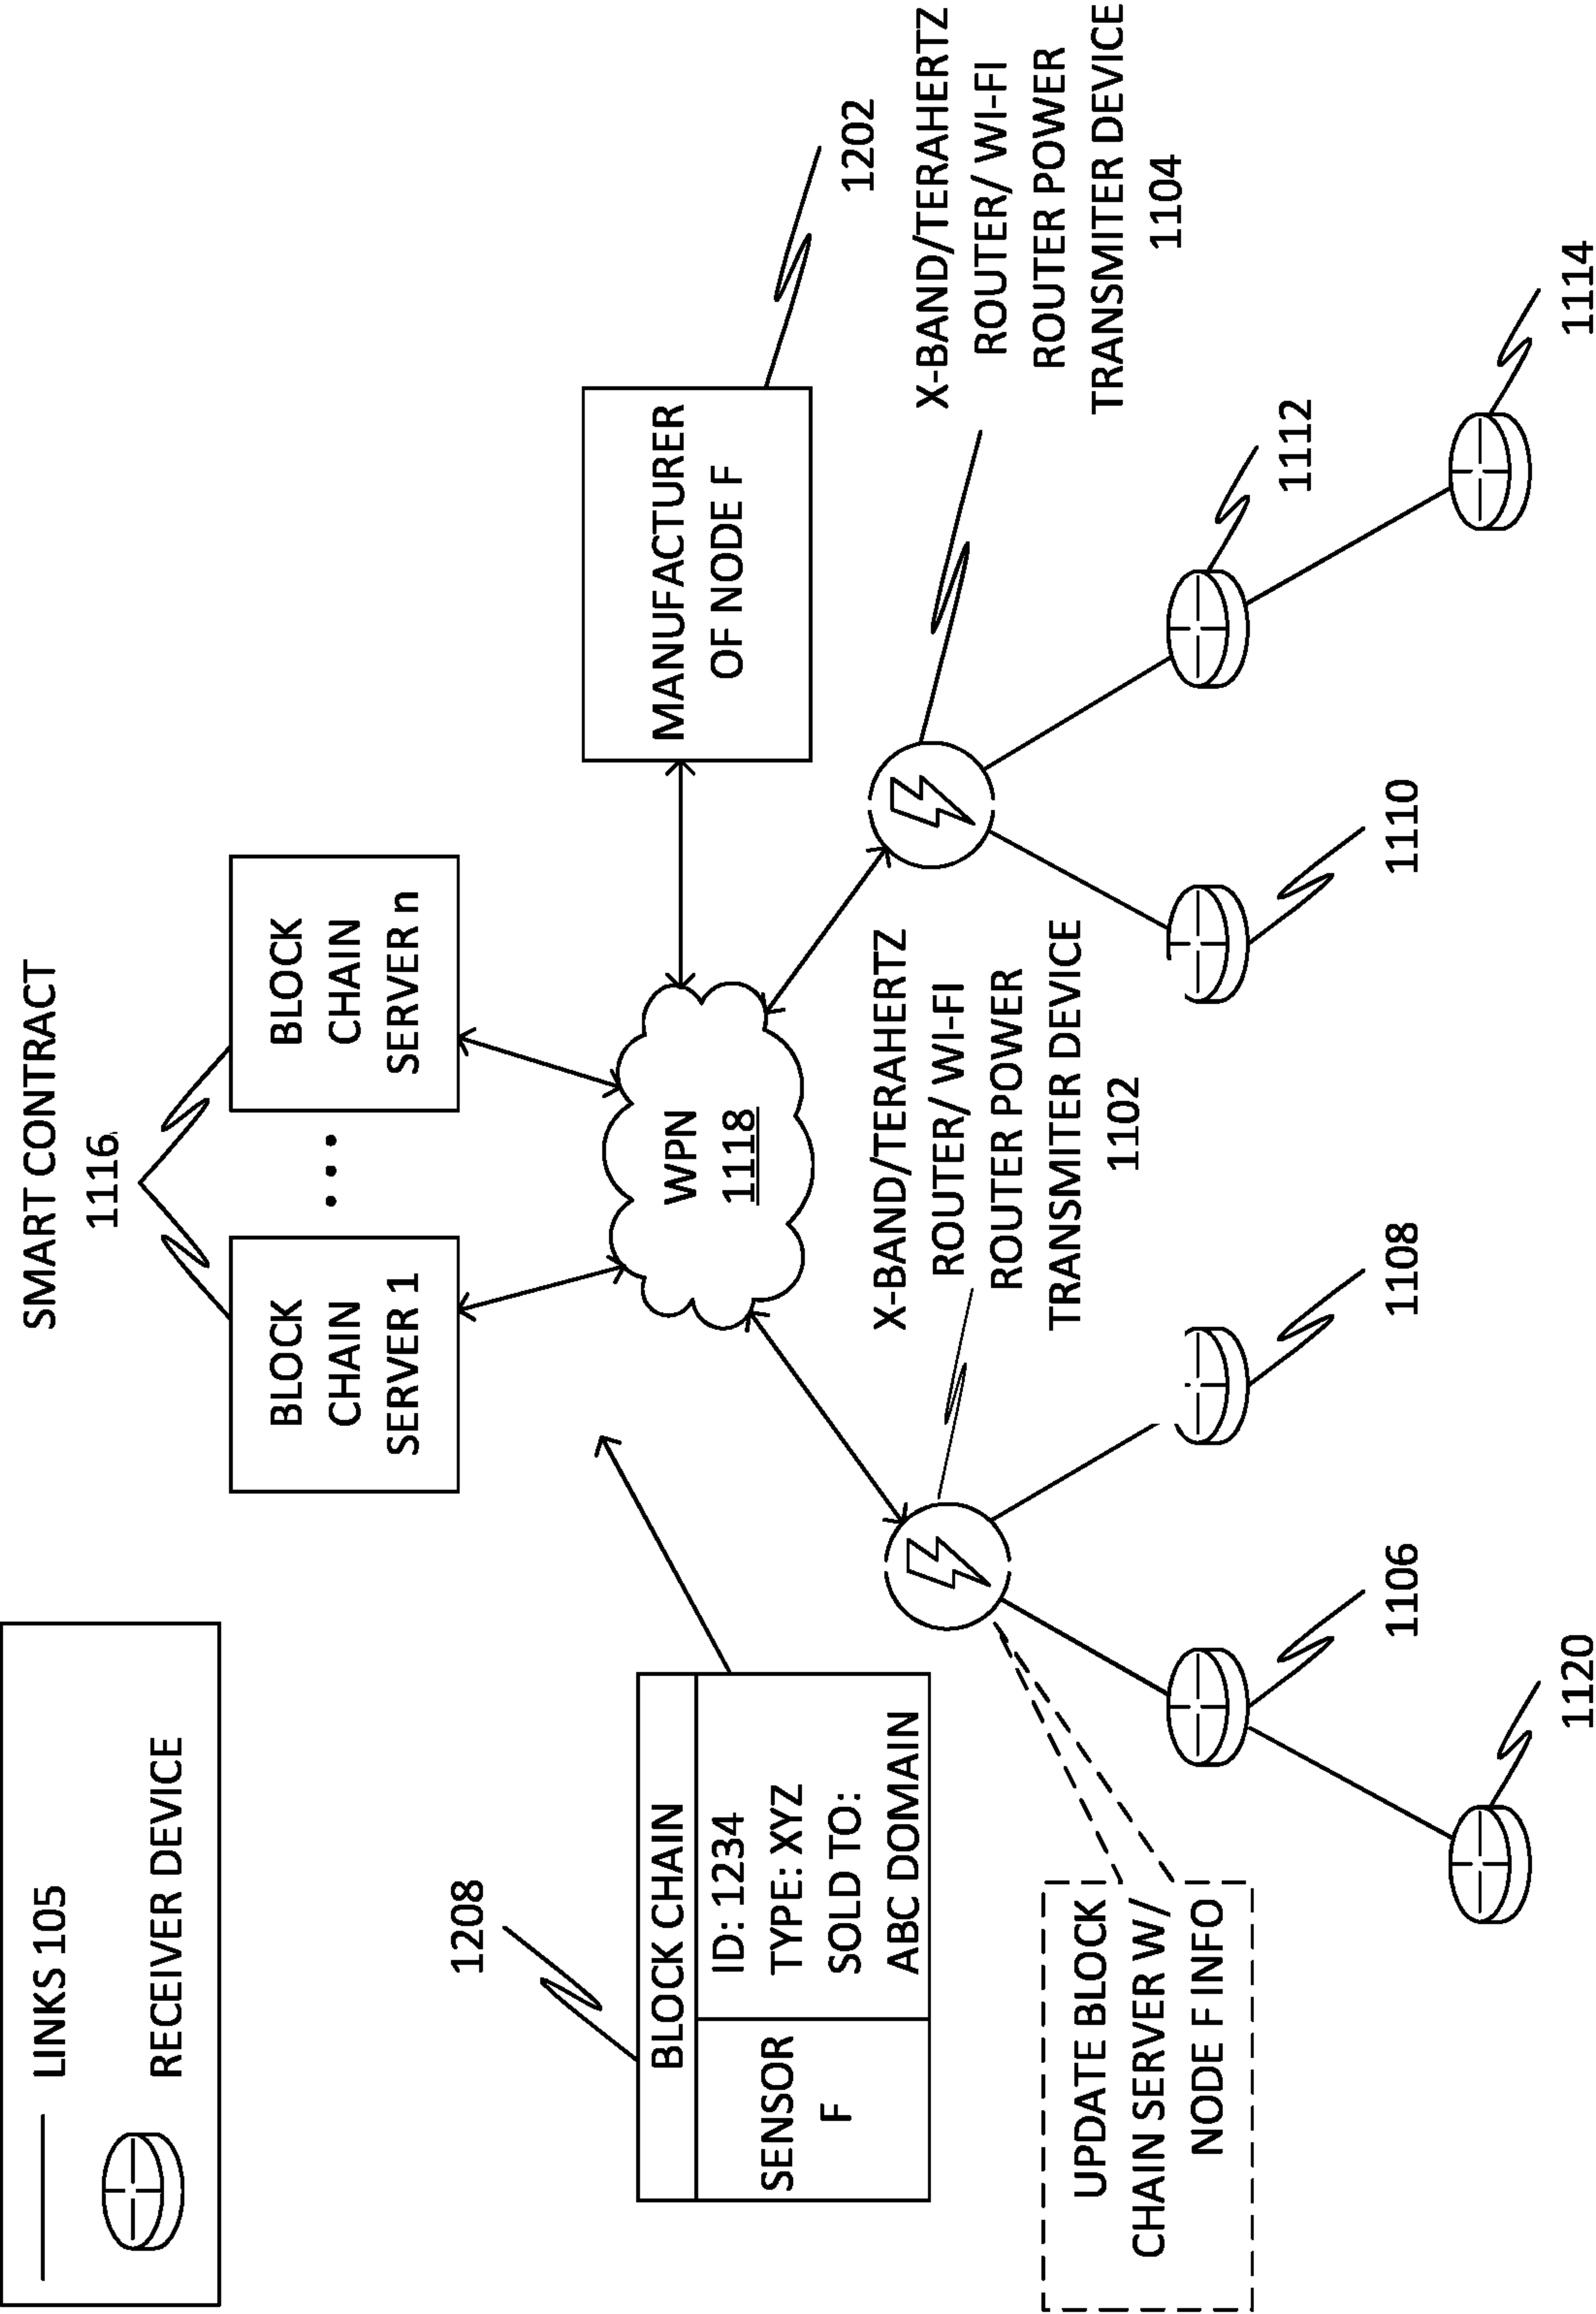 LINKS 105
RECEIVER DEVICE
SMART CONTRACT
1116
BLOCK
CHAIN
SERVER 1
...
BLOCK
CHAIN
SERVER n
1208
BLOCK CHAIN
SENSOR
F
ID: 1234
TYPE: XYZ
SOLD TO:
ABC DOMAIN
WPN
1118
MANUFACTURER
OF NODE F
1202
UPDATE BLOCK
CHAIN SERVER W/
NODE F INFO
X-BAND/TERAHERTZ
ROUTER/ WI-FI
ROUTER POWER
TRANSMITER DEVICE
1102
X-BAND/TERAHERTZ
ROUTER/ WI-FI
ROUTER POWER
TRANSMITER DEVICE
1104
1106
1108
1110
1112
1120
1114